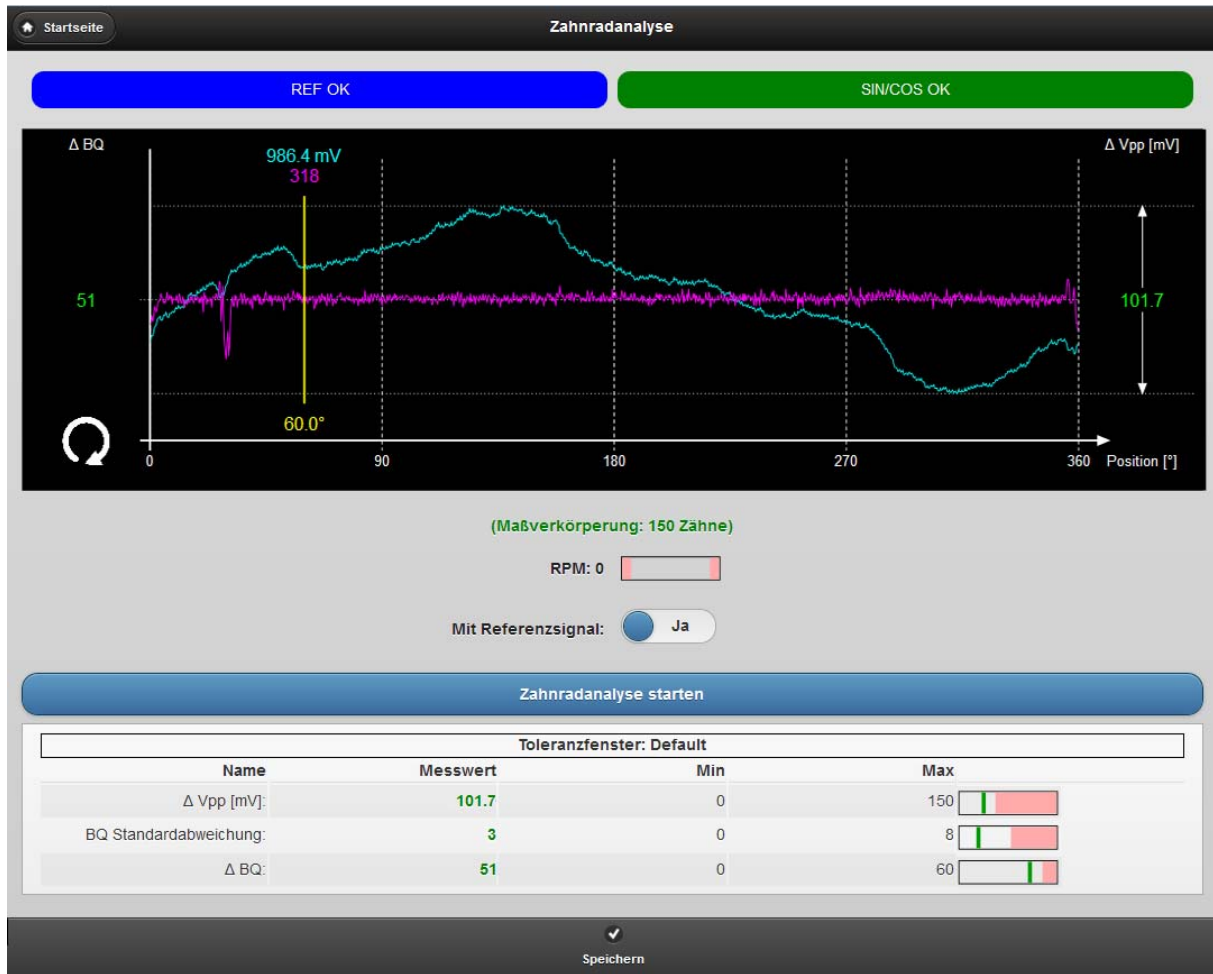 Startseite
Zahnradanalyse
REF OK
SIN/COS OK
Δ BQ
Δ Vpp [mV]
986.4 mV
318
51
101.7
60.0°
0 90 180 270 360 Position [°]
(Maßverkörperung: 150 Zähne)
RPM: 0
Mit Referenzsignal: Ja
Zahnradanalyse starten
Toleranzfenster: Default
Name Messwert Min Max
Δ Vpp [mV]: 101.7 0 150
BQ Standardabweichung: 3 0 8
Δ BQ: 51 0 60
Speichern